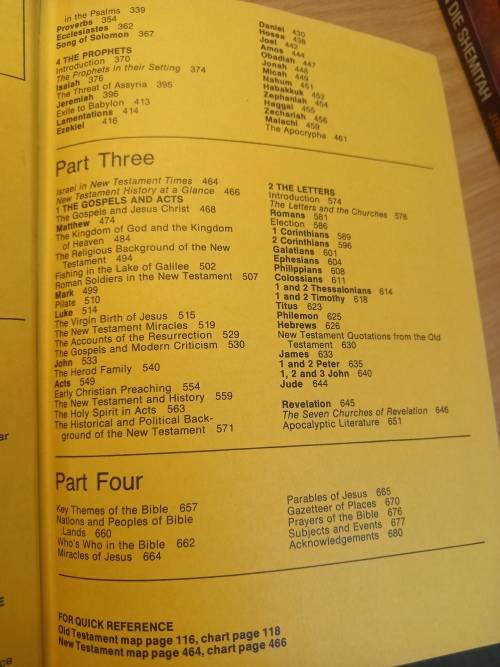 in the Psalms 339
Proverbs 354
Ecclesiastes 362
Song of Solomon 367
4 THE PROPHETS
Introduction 370
The Prophets in their Setting 374
Isaiah 376
The Threat of Assyria 395
Jeremiah 396
Exile to Babylon 413
Lamentations 414
Ezekiel 416
Daniel 430
Hosea 438
Joel 442
Amos 444
Obadiah 447
Jonah 448
Micah 449
Nahum 451
Habakkuk 452
Zephaniah 454
Haggai 455
Zechariah 456
Malachi 459
The Apocrypha 461
Part Three
Israel in New Testament Times 464
New Testament History at a Glance 466
1 THE GOSPELS AND ACTS
The Gospels and Jesus Christ 468
Matthew 474
The Kingdom of God and the Kingdom
of Heaven 484
The Religious Background of the New
Testament 494
Fishing in the Lake of Galilee 502
Roman Soldiers in the New Testament 507
Mark 499
Pilate 510
Luke 514
The Virgin Birth of Jesus 515
The New Testament Miracles 519
The Accounts of the Resurrection 529
The Gospels and Modern Criticism 530
John 533
The Herod Family 540
Acts 549
Early Christian Preaching 554
The New Testament and History 559
The Holy Spirit in Acts 563
The Historical and Political Back-
ground of the New Testament 571
2 THE LETTERS
Introduction 574
The Letters and the Churches 578
Romans 581
Election 586
1 Corinthians 589
2 Corinthians 596
Galatians 601
Ephesians 604
Philippians 608
Colossians 611
1 and 2 Thessalonians 614
1 and 2 Timothy 618
Titus 623
Philemon 625
Hebrews 626
New Testament Quotations from the Old
Testament 630
James 633
1 and 2 Peter 635
1, 2 and 3 John 640
Jude 644
Revelation 645
The Seven Churches of Revelation 646
Apocalyptic Literature 651
Part Four
Key Themes of the Bible 657
Nations and Peoples of Bible
Lands 660
Who's Who in the Bible 662
Miracles of Jesus 664
Parables of Jesus 665
Gazetteer of Places 670
Prayers of the Bible 676
Subjects and Events 677
Acknowledgements 680
FOR QUICK REFERENCE
Old Testament map page 116, chart page 118
New Testament map page 464, chart page 466
DIE SHEMITAH